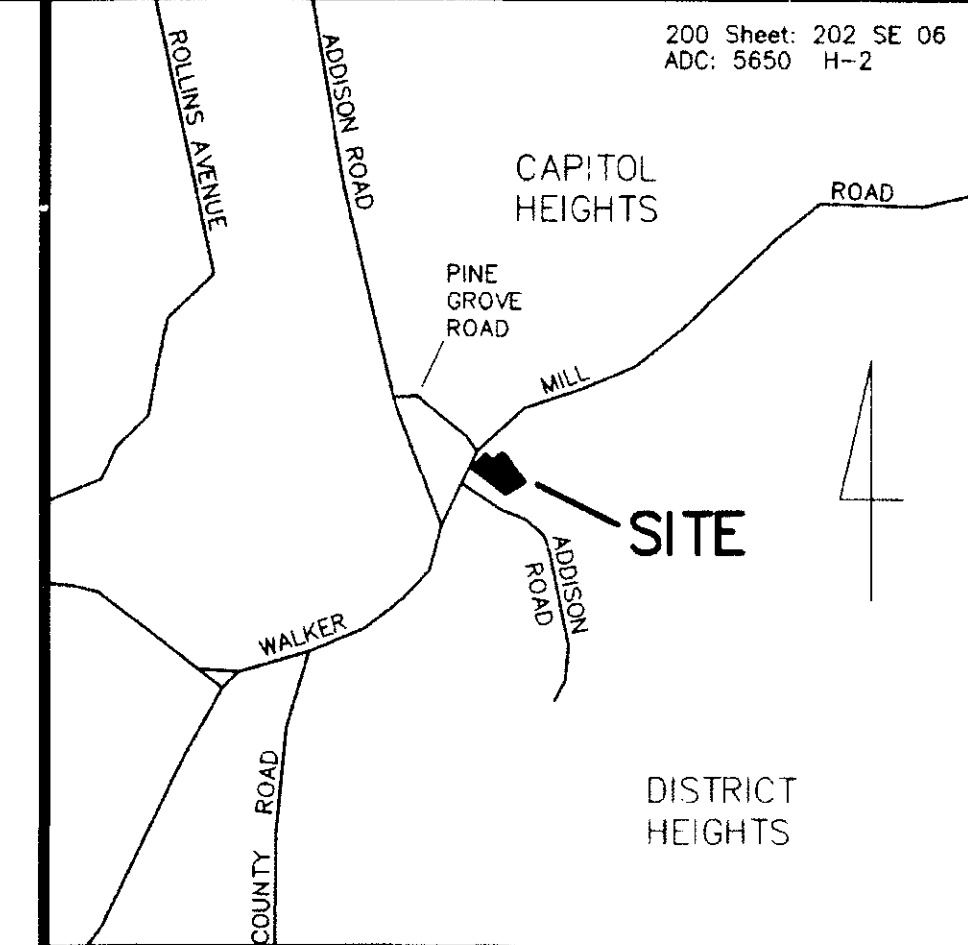 200 Sheet: 202 SE 06
ADC: 5650 H-2
ROLLINS AVENUE
ADDISON ROAD
CAPITOL
HEIGHTS
ROAD
PINE
GROVE
ROAD
MILL
SITE
ADDISON
ROAD
WALKER
DISTRICT
HEIGHTS
COUNTY ROAD